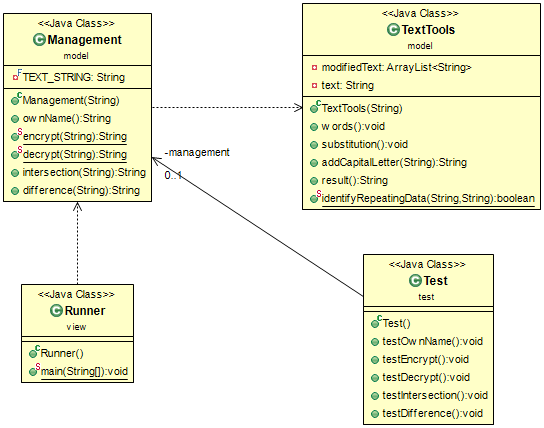 <<Java Class>>
Management
model
TEXT_STRING: String
Management(String)
ownName():String
encrypt(String):String
decrypt(String):String
intersection(String):String
difference(String):String
<<Java Class>>
TextTools
model
modifiedText: ArrayList<String>
text: String
TextTools(String)
words():void
substitution():void
addCapitalLetter(String):String
result():String
identifyRepeatingData(String,String):boolean
-management
0..1
<<Java Class>>
Runner
view
Runner()
main(String[]):void
<<Java Class>>
Test
test
Test()
testOwnName():void
testEncrypt():void
testDecrypt():void
testIntersection():void
testDifference():void